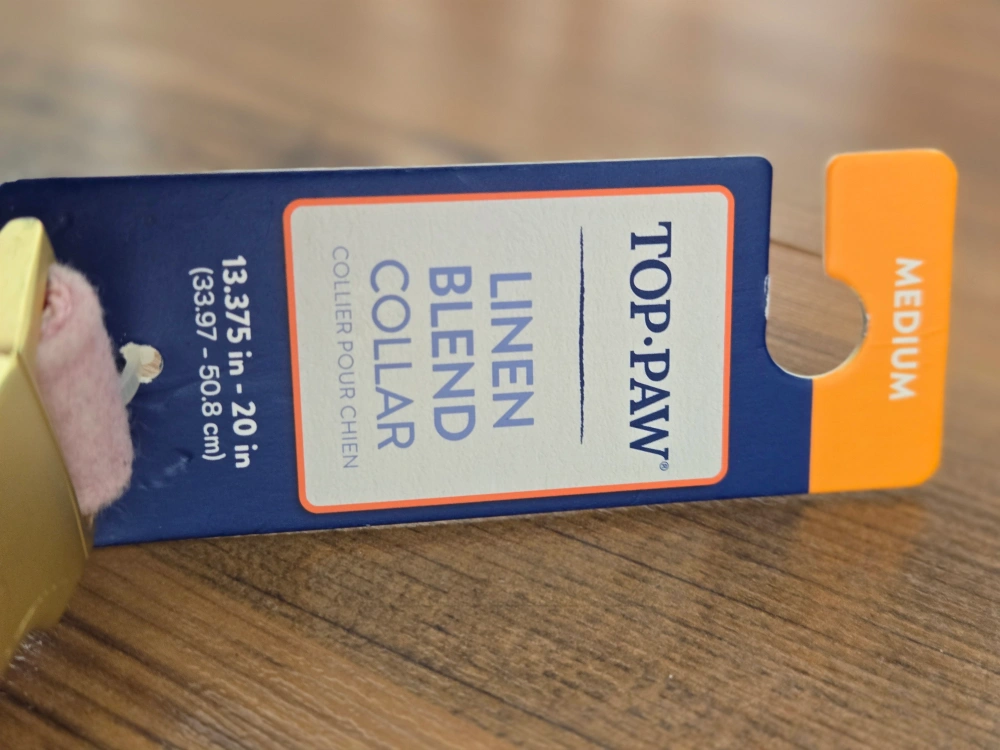 MEDIUM
TOP·PAW®
LINEN
BLEND
COLLAR
COLLIER POUR CHIEN
13.375 in - 20 in
(33.97 - 50.8 cm)